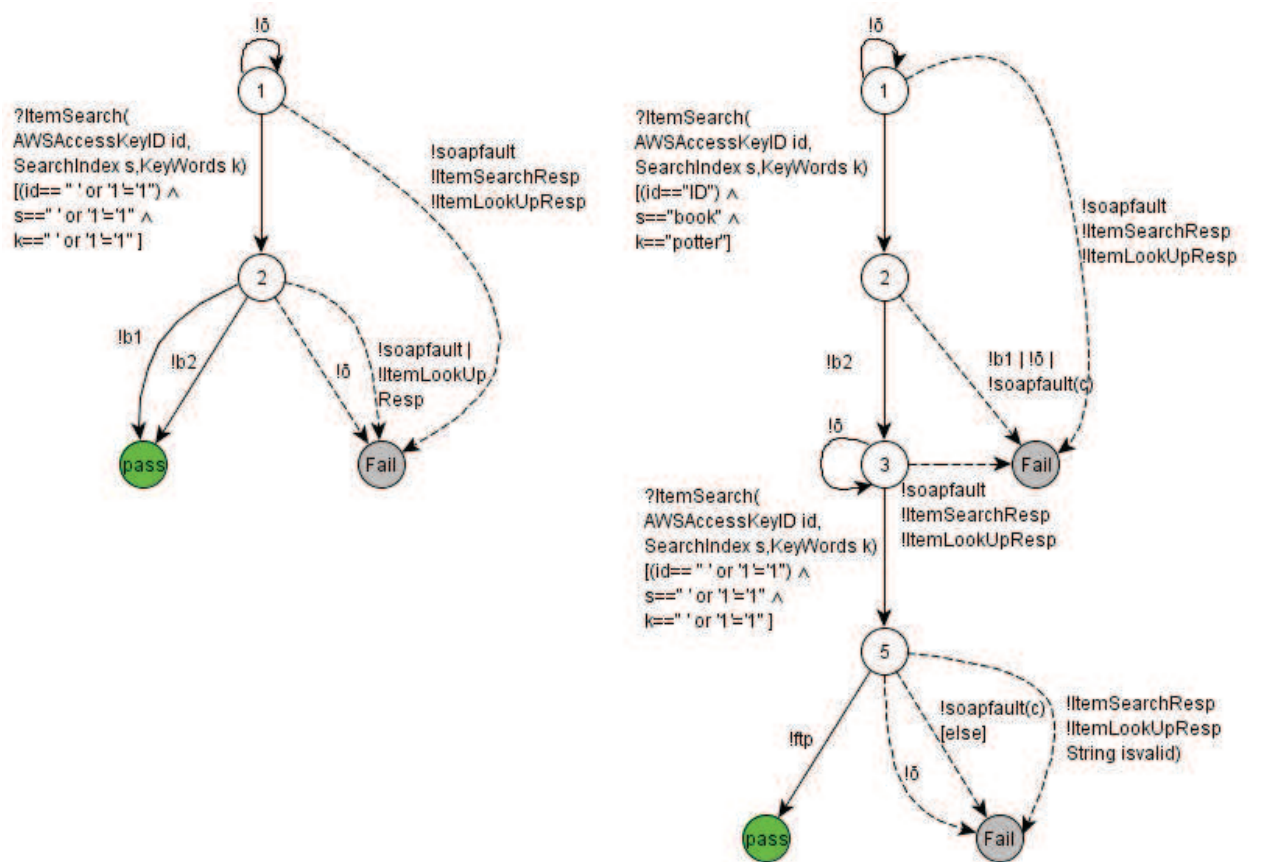 !δ
1
?ItemSearch(
AWSAccessKeyID id,
SearchIndex s,KeyWords k)
[(id== " ' or '1'='1") ∧
s==" ' or '1'='1" ∧
k==" ' or '1'='1" ]
!soapfault
!ItemSearchResp
!ItemLookUpResp
2
!b1
!b2
!δ
!soapfault |
!ItemLookUp
Resp
pass
Fail
!δ
1
?ItemSearch(
AWSAccessKeyID id,
SearchIndex s,KeyWords k)
[(id=="ID") ∧
s=="book" ∧
k=="potter"]
!soapfault
!ItemSearchResp
!ItemLookUpResp
2
!b2
!b1 | !δ |
!soapfault(c)
!δ
3
Fail
!soapfault
!ItemSearchResp
!ItemLookUpResp
?ItemSearch(
AWSAccessKeyID id,
SearchIndex s,KeyWords k)
[(id== " ' or '1'='1") ∧
s==" ' or '1'='1" ∧
k==" ' or '1'='1" ]
5
!ftp
!δ
!soapfault(c)
[else]
!ItemSearchResp
!ItemLookUpResp
String isvalid)
pass
Fail